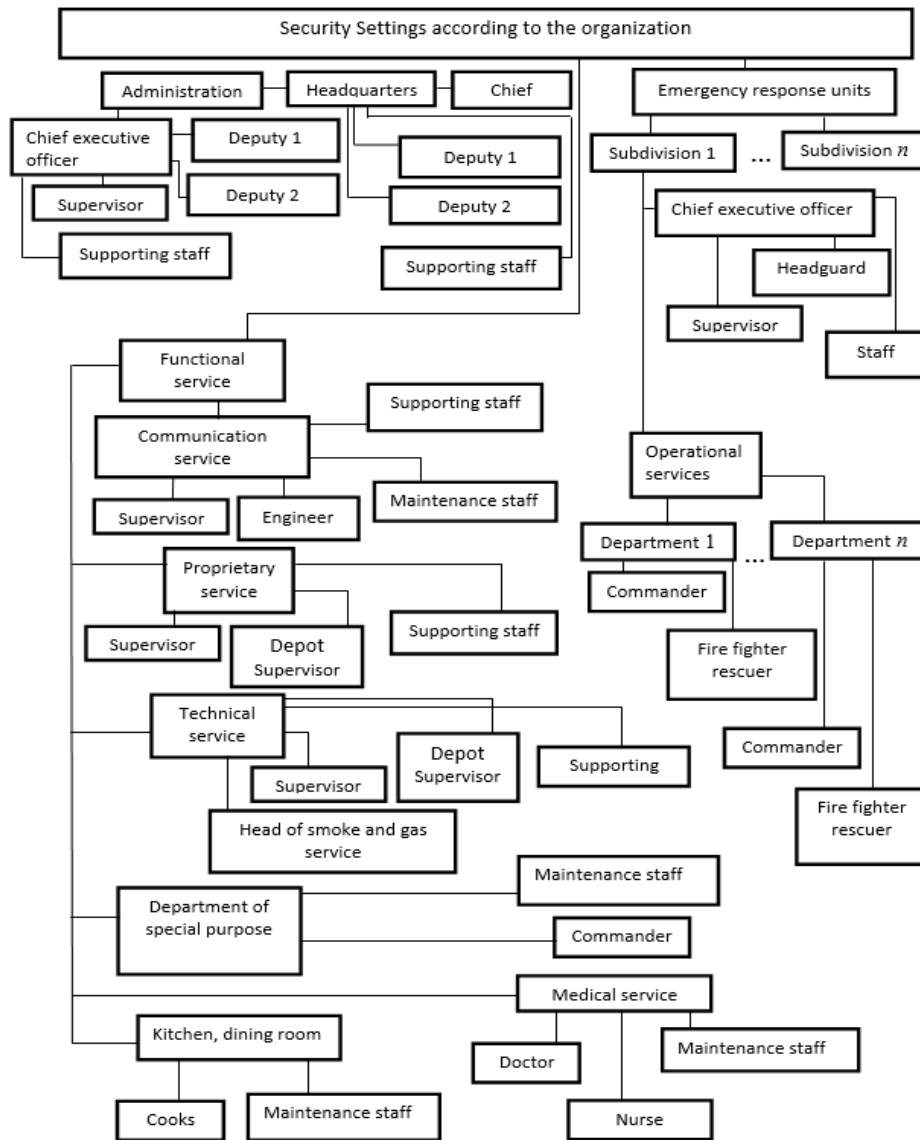 Security Settings according to the organization
Administration
Headquarters
Chief
Emergency response units
Chief executive
officer
Deputy 1
Deputy 1
Subdivision 1
...
Subdivision n
Supervisor
Deputy 2
Deputy 2
Chief executive officer
Supporting staff
Supporting staff
Headguard
Supervisor
Staff
Functional
service
Supporting staff
Communication
service
Operational
services
Supervisor
Engineer
Maintenance staff
Department 1
...
Department n
Proprietary
service
Commander
Supervisor
Depot
Supervisor
Supporting staff
Fire fighter
rescuer
Technical
service
Supervisor
Depot
Supervisor
Supporting
Commander
Head of smoke and gas
service
Fire fighter
rescuer
Maintenance staff
Department of
special purpose
Commander
Medical service
Kitchen, dining room
Doctor
Maintenance staff
Cooks
Maintenance staff
Nurse